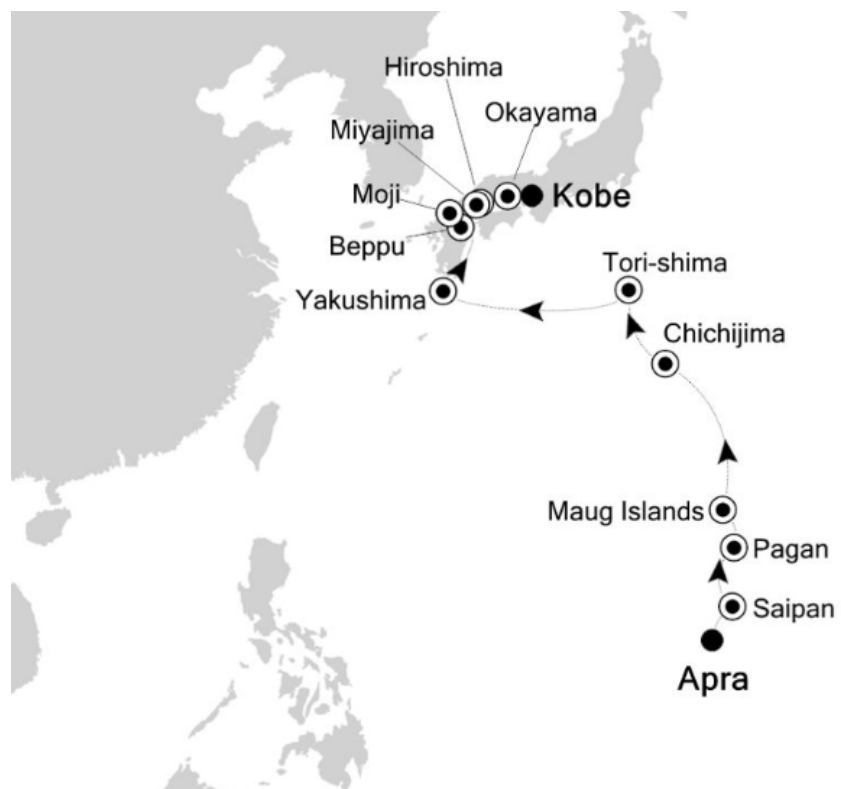 Hiroshima
Okayama
Miyajima
Moji
Kobe
Beppu
Tori-shima
Yakushima
Chichijima
Maug Islands
Pagan
Saipan
Apra